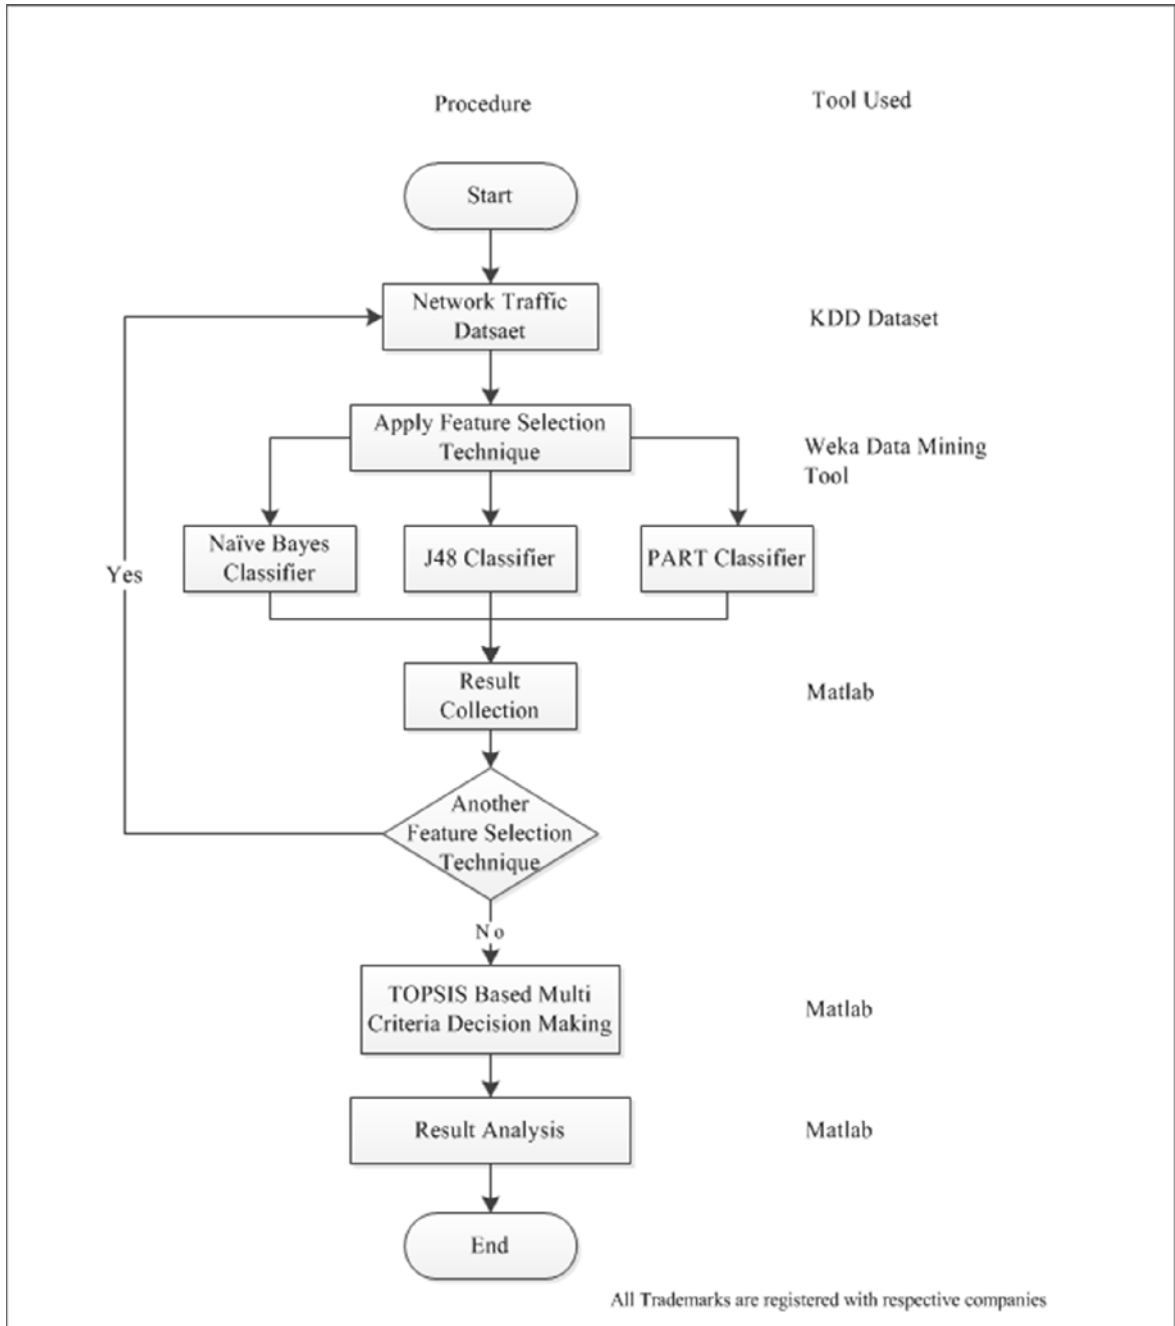 Procedure
Tool Used
Start
Network Traffic
Datsaet
KDD Dataset
Apply Feature Selection
Technique
Weka Data Mining
Tool
Naïve Bayes
Classifier
J48 Classifier
PART Classifier
Yes
Result
Collection
Matlab
Another
Feature Selection
Technique
No
TOPSIS Based Multi
Criteria Decision Making
Matlab
Result Analysis
Matlab
End
All Trademarks are registered with respective companies